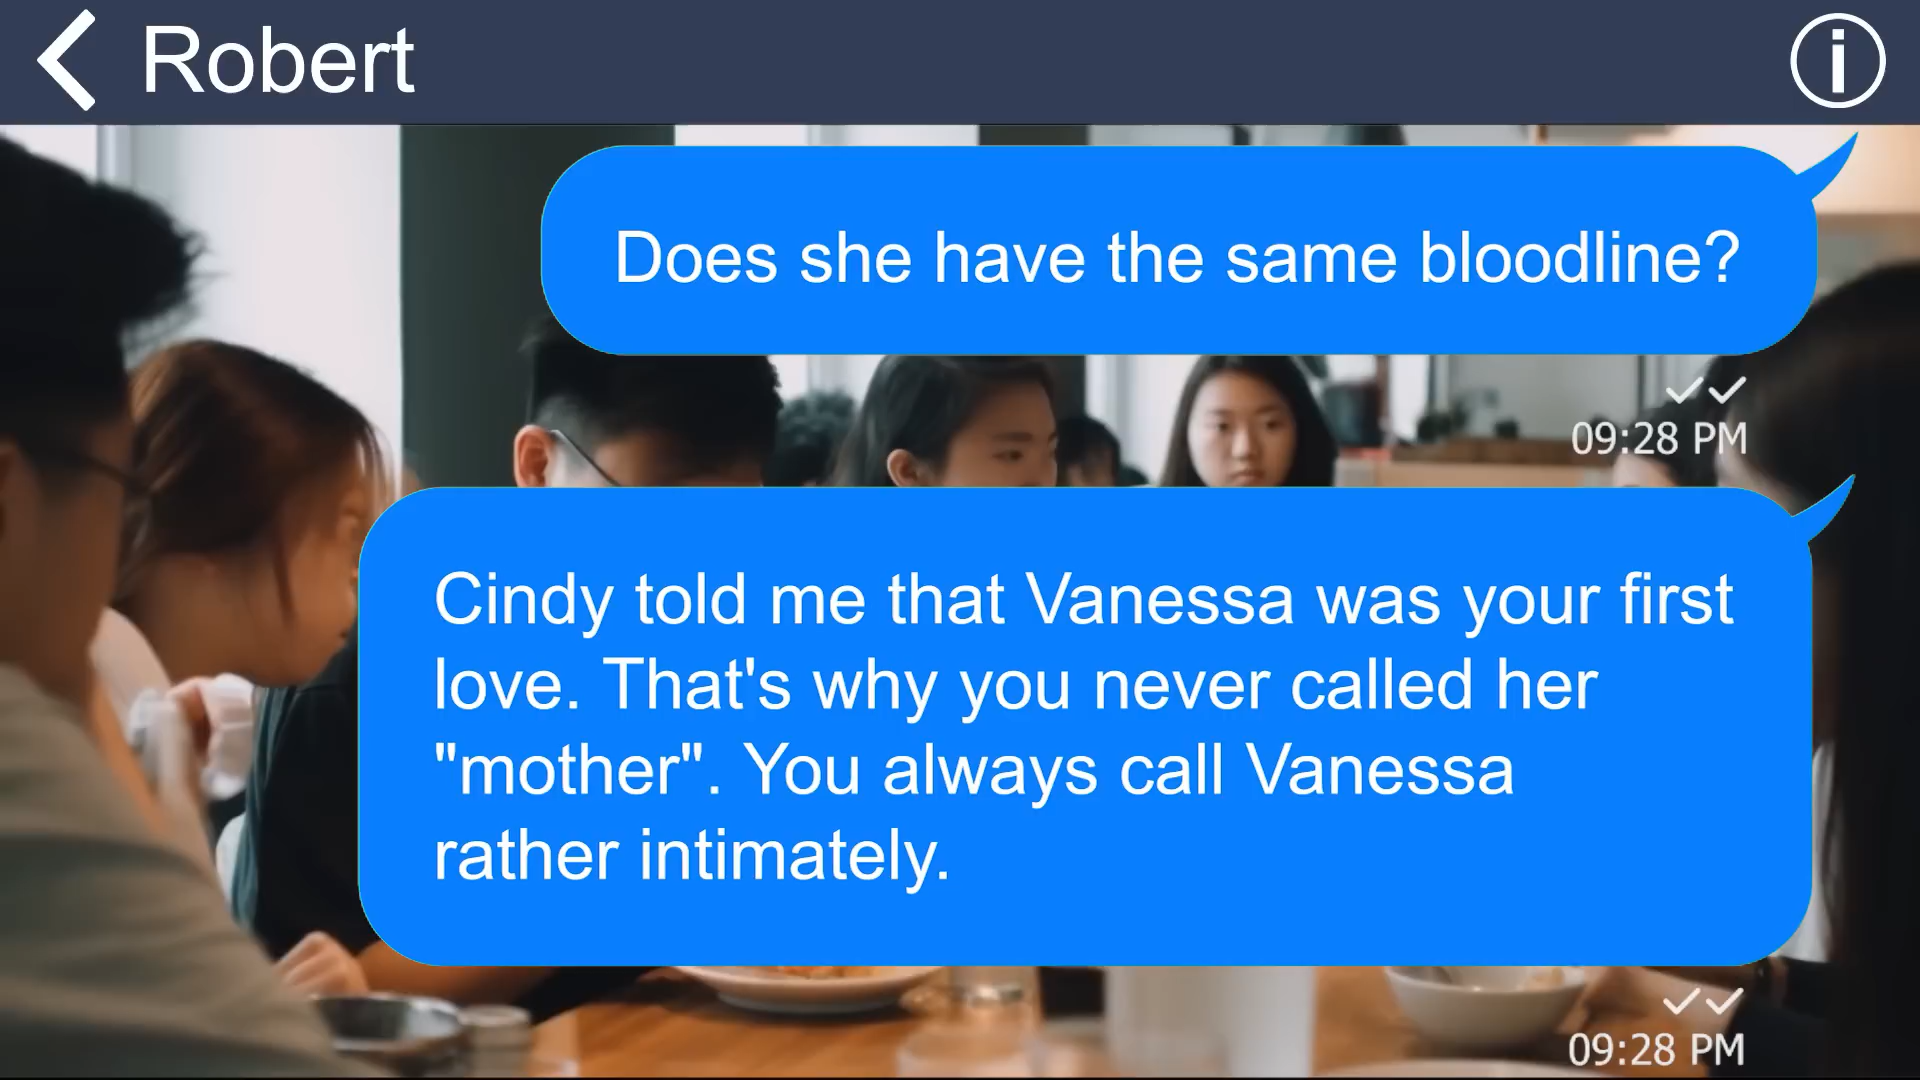 Robert
Does she have the same bloodline?
09:28 PM
Cindy told me that Vanessa was your first
love. That's why you never called her
"mother". You always call Vanessa
rather intimately.
09:28 PM